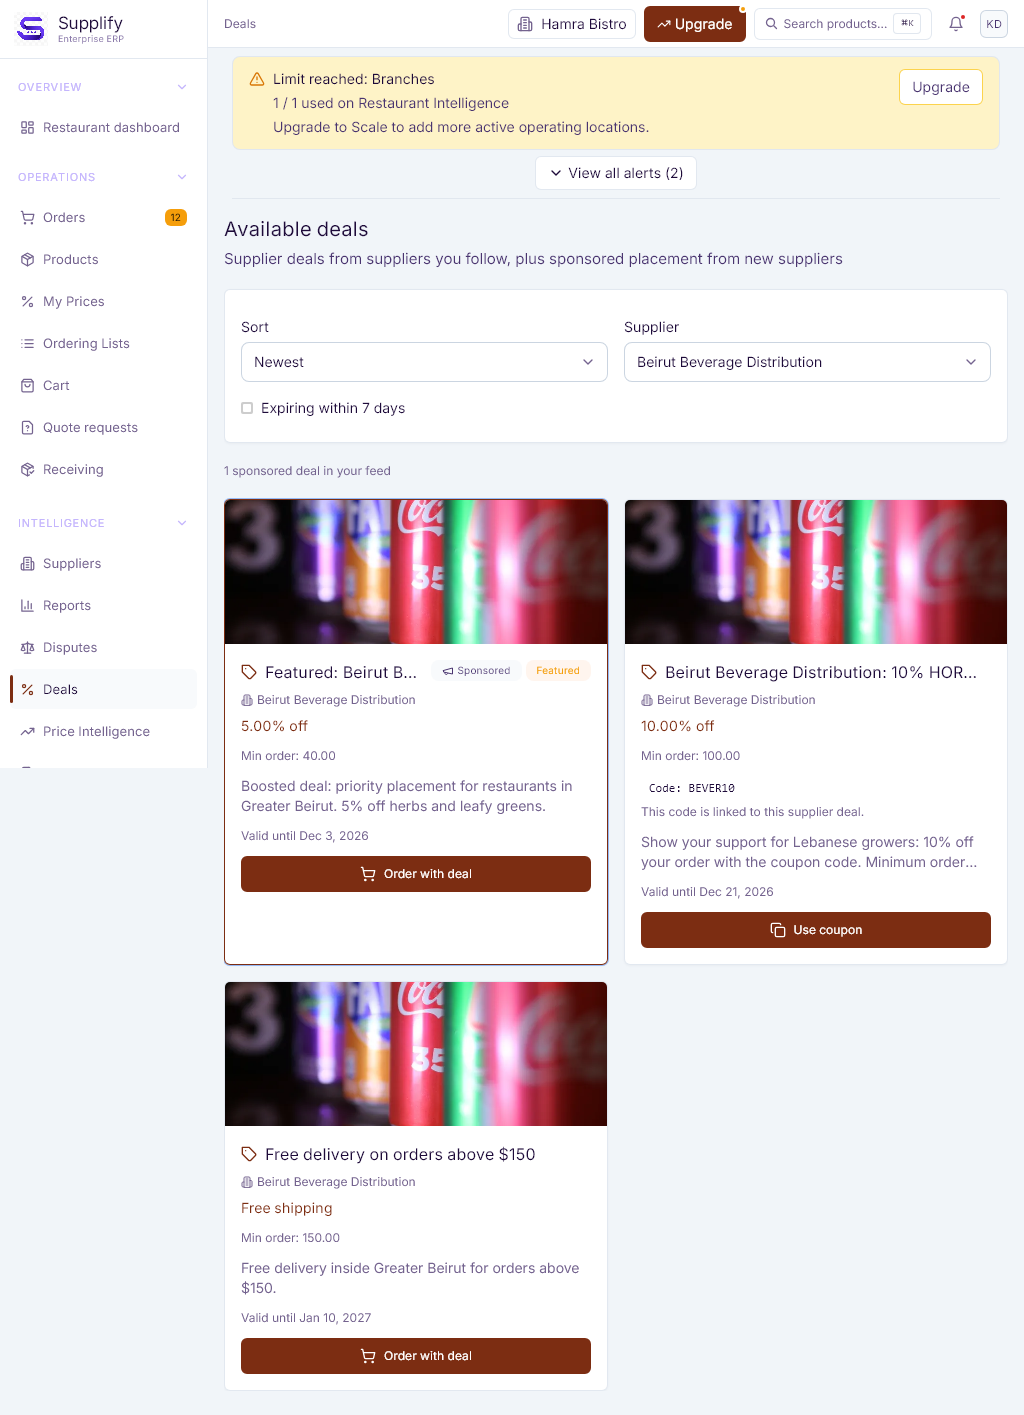 Supplify
Enterprise ERP
OVERVIEW
Restaurant dashboard
OPERATIONS
Orders
12
Products
My Prices
Ordering Lists
Cart
Quote requests
Receiving
INTELLIGENCE
Suppliers
Reports
Disputes
Deals
Price Intelligence
Deals
Hamra Bistro
Upgrade
Search products...
⌘K
KD
Limit reached: Branches
1 / 1 used on Restaurant Intelligence
Upgrade to Scale to add more active operating locations.
Upgrade
View all alerts (2)
Available deals
Supplier deals from suppliers you follow, plus sponsored placement from new suppliers
Sort
Newest
Supplier
Beirut Beverage Distribution
Expiring within 7 days
1 sponsored deal in your feed
Featured: Beirut B...
Sponsored
Featured
Beirut Beverage Distribution
5.00% off
Min order: 40.00
Boosted deal: priority placement for restaurants in
Greater Beirut. 5% off herbs and leafy greens.
Valid until Dec 3, 2026
Order with deal
Beirut Beverage Distribution: 10% HOR...
Beirut Beverage Distribution
10.00% off
Min order: 100.00
Code: BEVER10
This code is linked to this supplier deal.
Show your support for Lebanese growers: 10% off
your order with the coupon code. Minimum order...
Valid until Dec 21, 2026
Use coupon
Free delivery on orders above $150
Beirut Beverage Distribution
Free shipping
Min order: 150.00
Free delivery inside Greater Beirut for orders above
$150.
Valid until Jan 10, 2027
Order with deal